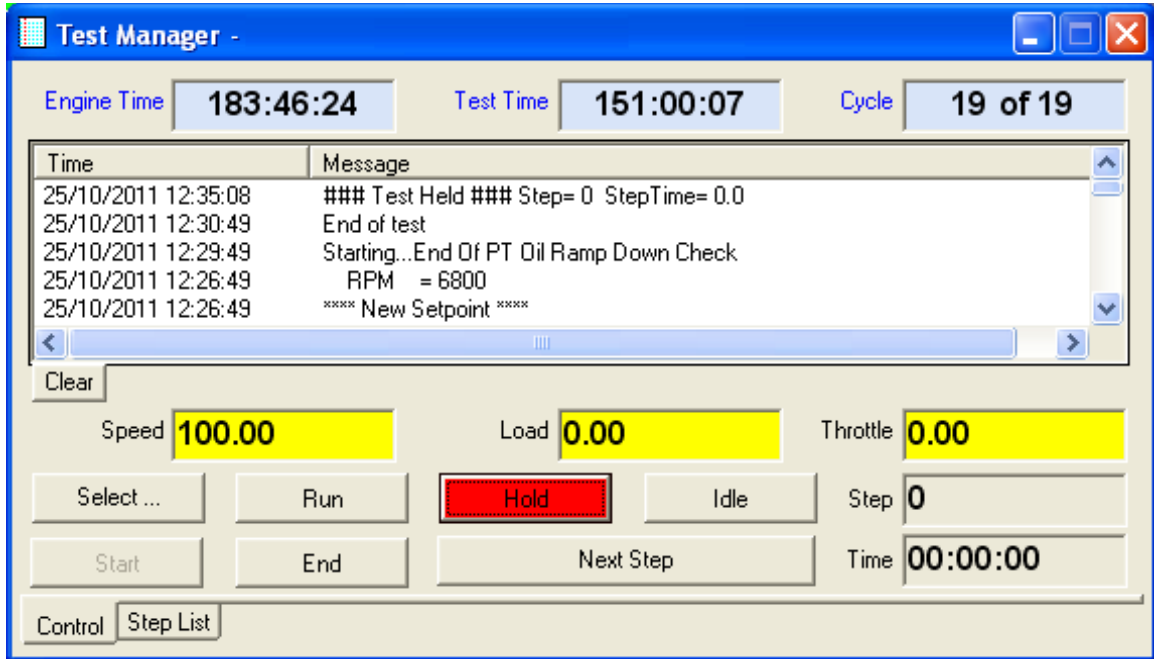 Test Manager -
Engine Time 183:46:24 Test Time 151:00:07 Cycle 19 of 19
Time Message
25/10/2011 12:35:08 ### Test Held ### Step= 0 StepTime= 0.0
25/10/2011 12:30:49 End of test
25/10/2011 12:29:49 Starting...End Of PT Oil Ramp Down Check
25/10/2011 12:26:49 RPM = 6800
25/10/2011 12:26:49 **** New Setpoint ****
Clear
Speed 100.00 Load 0.00 Throttle 0.00
Select ... Run Hold Idle Step 0
Start End Next Step Time 00:00:00
Control Step List